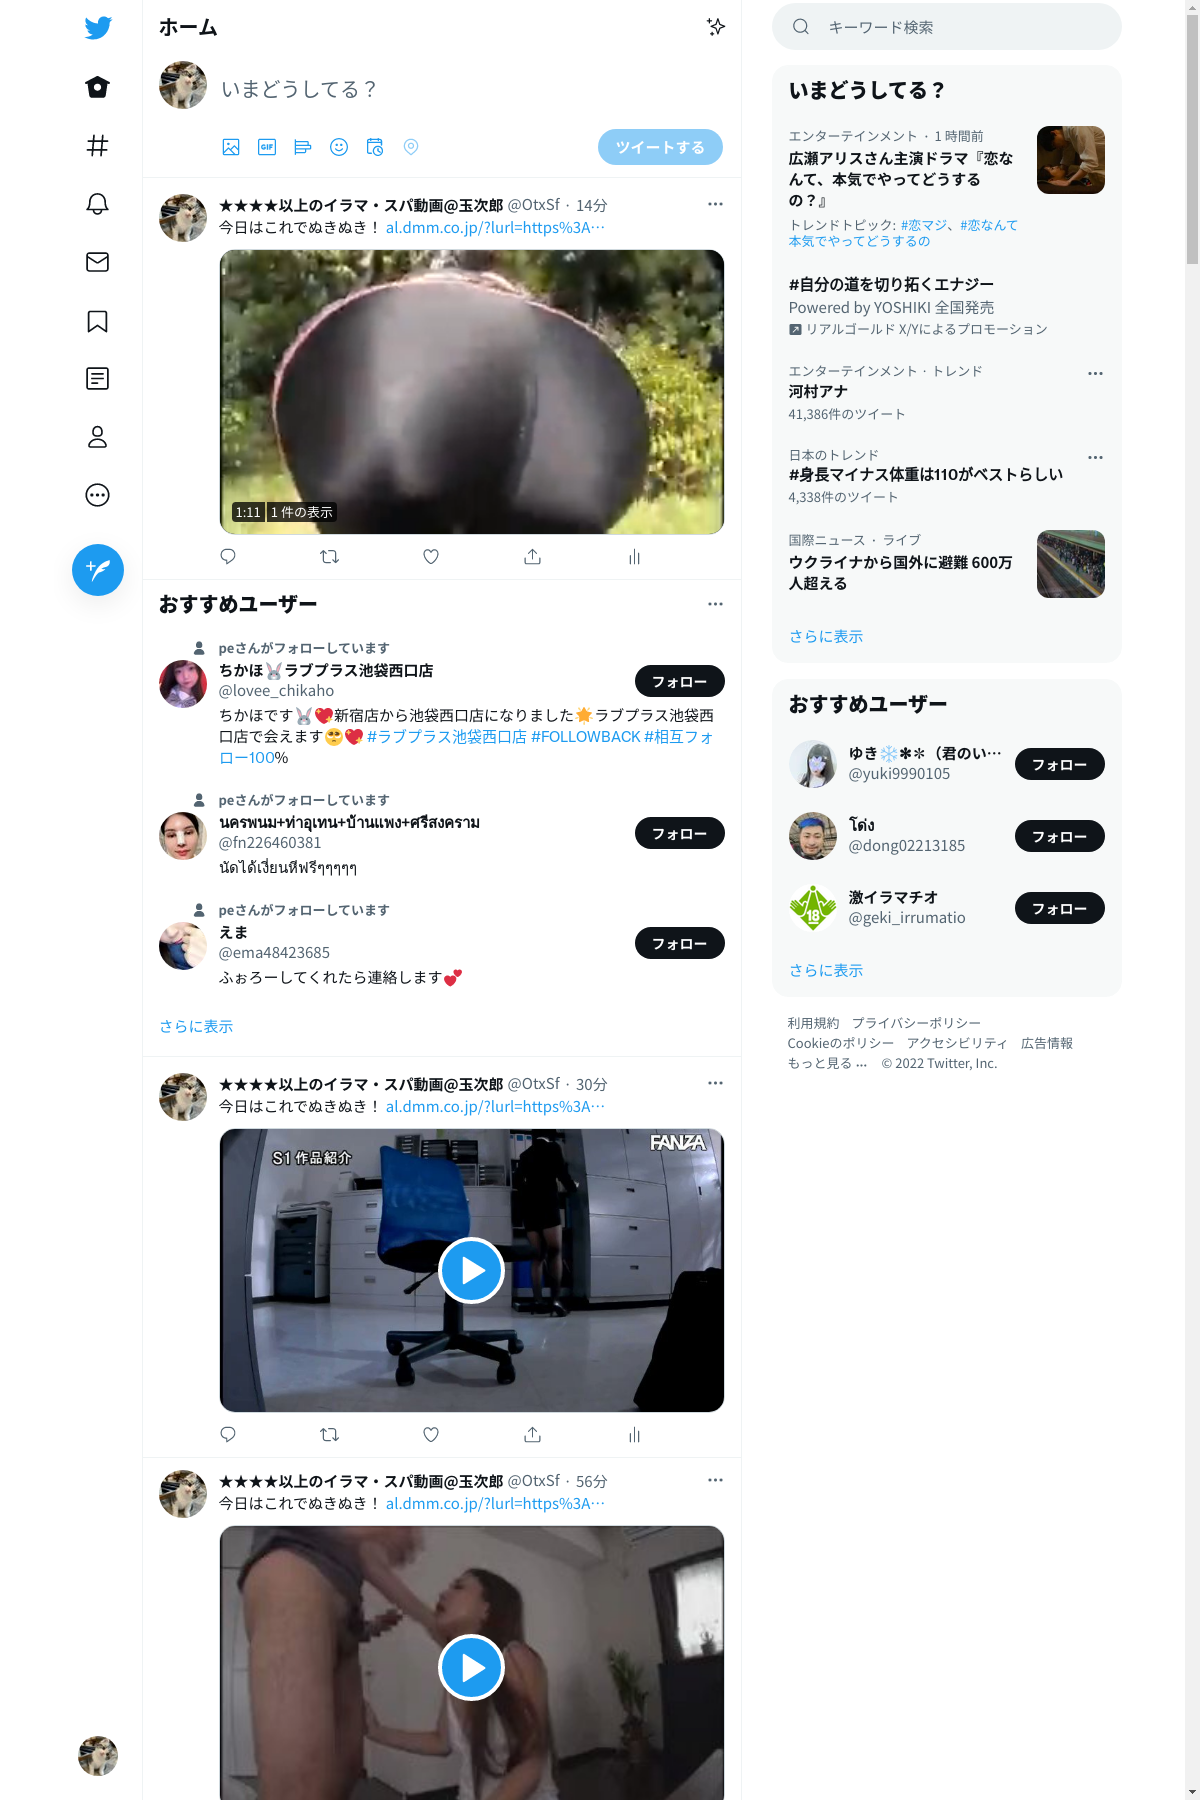 ホーム
いまどうしてる？
GIF
ツイートする
★★★★以上のイラマ・スパ動画@玉次郎 @OtxSf · 14分
今日はこれでぬきぬき！ al.dmm.co.jp/?lurl=https%3A…
1:11 1 件の表示
おすすめユーザー
peさんがフォローしています
ちかほ🐰ラブプラス池袋西口店
@lovee_chikaho
フォロー
ちかほです🐰💖新宿店から池袋西口店になりました🌟ラブプラス池袋西
口店で会えます🥺💖 #ラブプラス池袋西口店 #FOLLOWBACK #相互フォ
ロー100%
peさんがフォローしています
นครพนม+ท่าอุเทน+บ้านแพง+ศรีสงคราม
@fn226460381
フォロー
นัดได้เงี่ยนหีฟรีๆๆๆๆๆ
peさんがフォローしています
えま
@ema48423685
フォロー
ふぉろーしてくれたら連絡します💕
さらに表示
★★★★以上のイラマ・スパ動画@玉次郎 @OtxSf · 30分
今日はこれでぬきぬき！ al.dmm.co.jp/?lurl=https%3A…
S1 作品紹介
FANZA
★★★★以上のイラマ・スパ動画@玉次郎 @OtxSf · 56分
今日はこれでぬきぬき！ al.dmm.co.jp/?lurl=https%3A…
キーワード検索
いまどうしてる？
エンターテインメント · 1 時間前
広瀬アリスさん主演ドラマ『恋な
んて、本気でやってどうする
の？』
トレンドトピック: #恋マジ、#恋なんて
本気でやってどうするの
#自分の道を切り拓くエナジー
Powered by YOSHIKI 全国発売
リアルゴールド X/Yによるプロモーション
エンターテインメント · トレンド
河村アナ
41,386件のツイート
日本のトレンド
#身長マイナス体重は110がベストらしい
4,338件のツイート
国際ニュース · ライブ
ウクライナから国外に避難 600万
人超える
さらに表示
おすすめユーザー
ゆき❄️✻✼（君のい…
@yuki9990105
フォロー
โด่ง
@dong02213185
フォロー
18
激イラマチオ
@geki_irrumatio
フォロー
さらに表示
利用規約 プライバシーポリシー
Cookieのポリシー アクセシビリティ 広告情報
もっと見る … © 2022 Twitter, Inc.